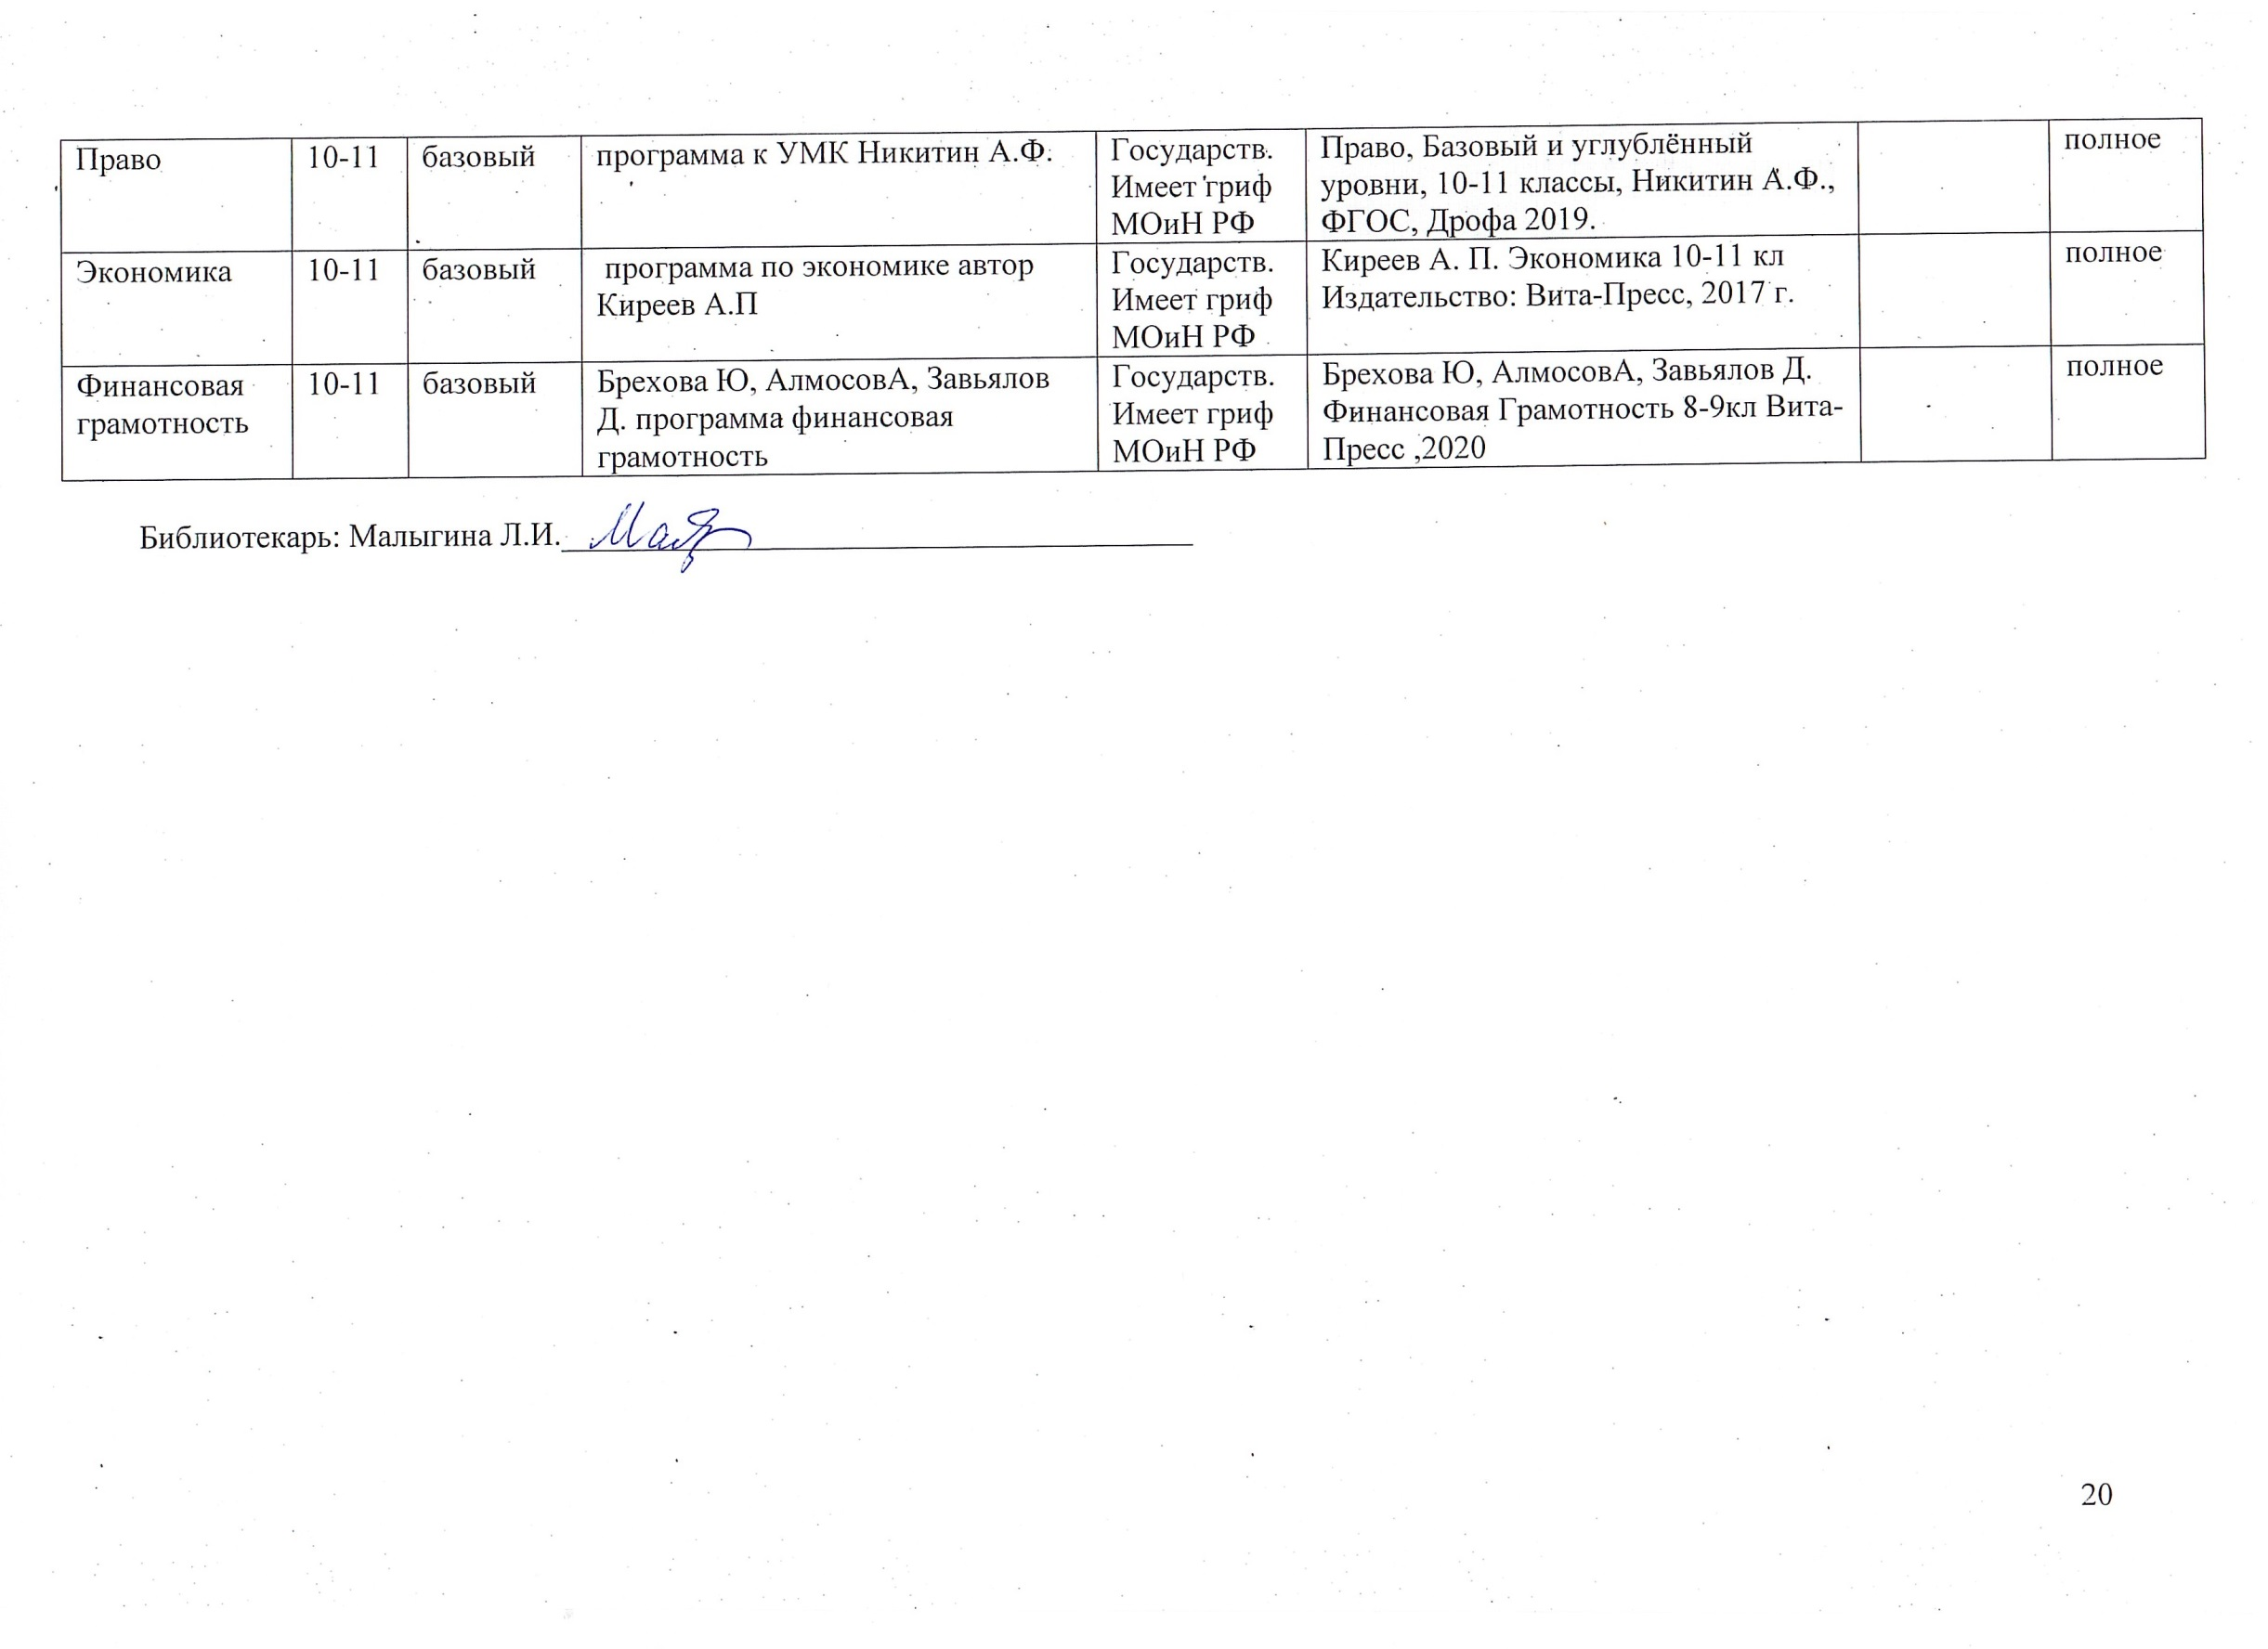 Право 10-11 базовый программа к УМК Никитин А.Ф. Государств. Право, Базовый и углублённый полное
Имеет гриф уровни, 10-11 классы, Никитин А.Ф.,
МОиН РФ ФГОС, Дрофа 2019.
Экономика 10-11 базовый программа по экономике автор Государств. Киреев А. П. Экономика 10-11 кл полное
Киреев А.П Имеет гриф Издательство: Вита-Пресс, 2017 г.
МОиН РФ
Финансовая 10-11 базовый Брехова Ю, АлмосовА, Завьялов Государств. Брехова Ю, АлмосовА, Завьялов Д. полное
грамотность Д. программа финансовая Имеет гриф Финансовая Грамотность 8-9кл Вита-
грамотность МОиН РФ Пресс ,2020
Библиотекарь: Малыгина Л.И.
20